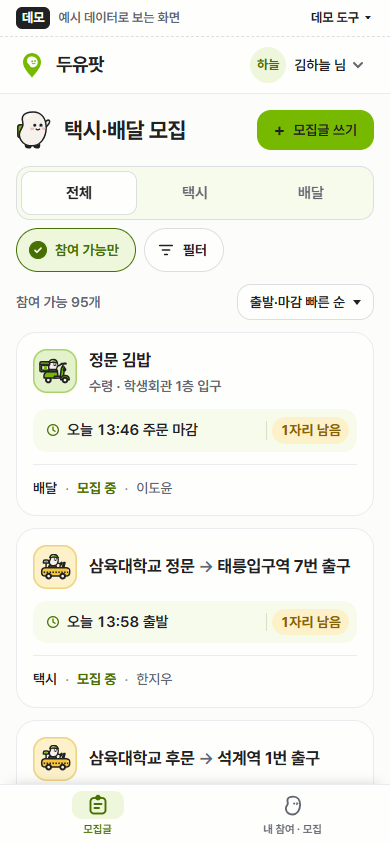 데모 예시 데이터로 보는 화면 데모 도구
두유팟 하늘 김하늘 님
택시·배달 모집 + 모집글 쓰기
전체 택시 배달
참여 가능만 필터
참여 가능 95개 출발·마감 빠른 순
정문 김밥
수령 · 학생회관 1층 입구
오늘 13:46 주문 마감 1자리 남음
배달 · 모집 중 · 이도윤
삼육대학교 정문 → 태릉입구역 7번 출구
오늘 13:58 출발 1자리 남음
택시 · 모집 중 · 한지우
삼육대학교 후문 → 석계역 1번 출구
모집글 내 참여 · 모집